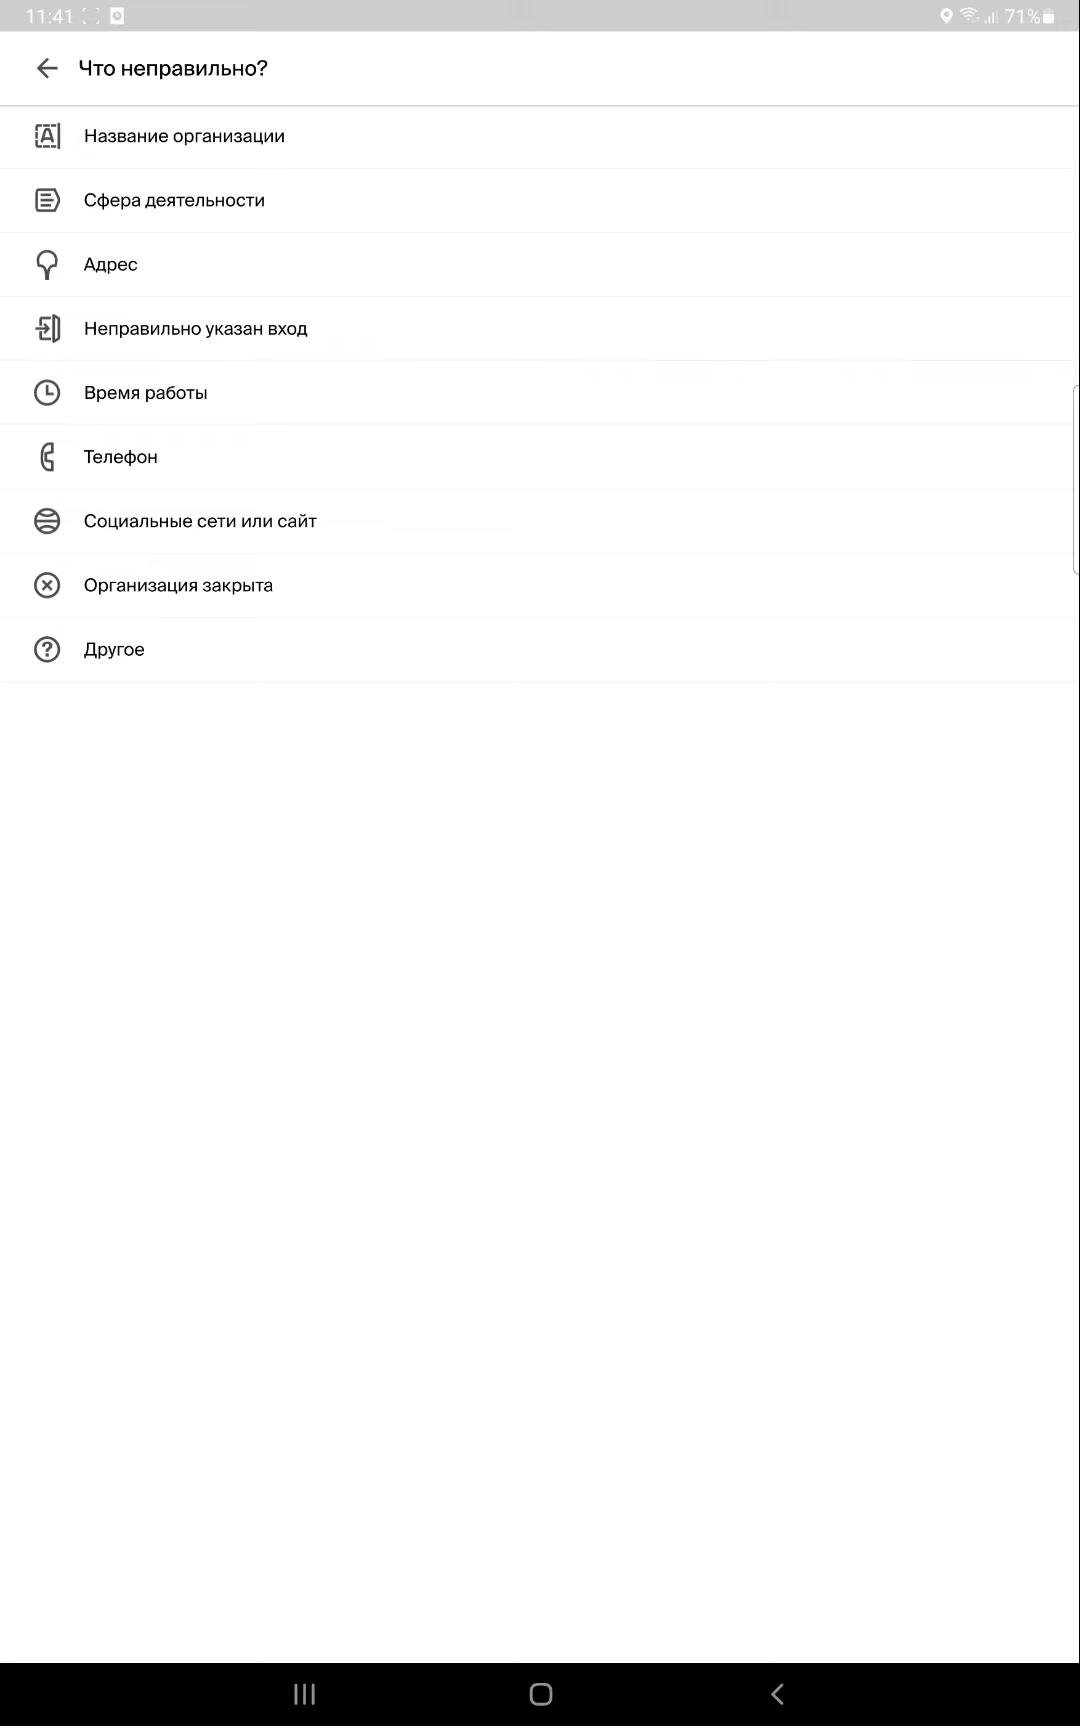 11:41 71%
Что неправильно?
Название организации
Сфера деятельности
Адрес
Неправильно указан вход
Время работы
Телефон
Социальные сети или сайт
Организация закрыта
Другое